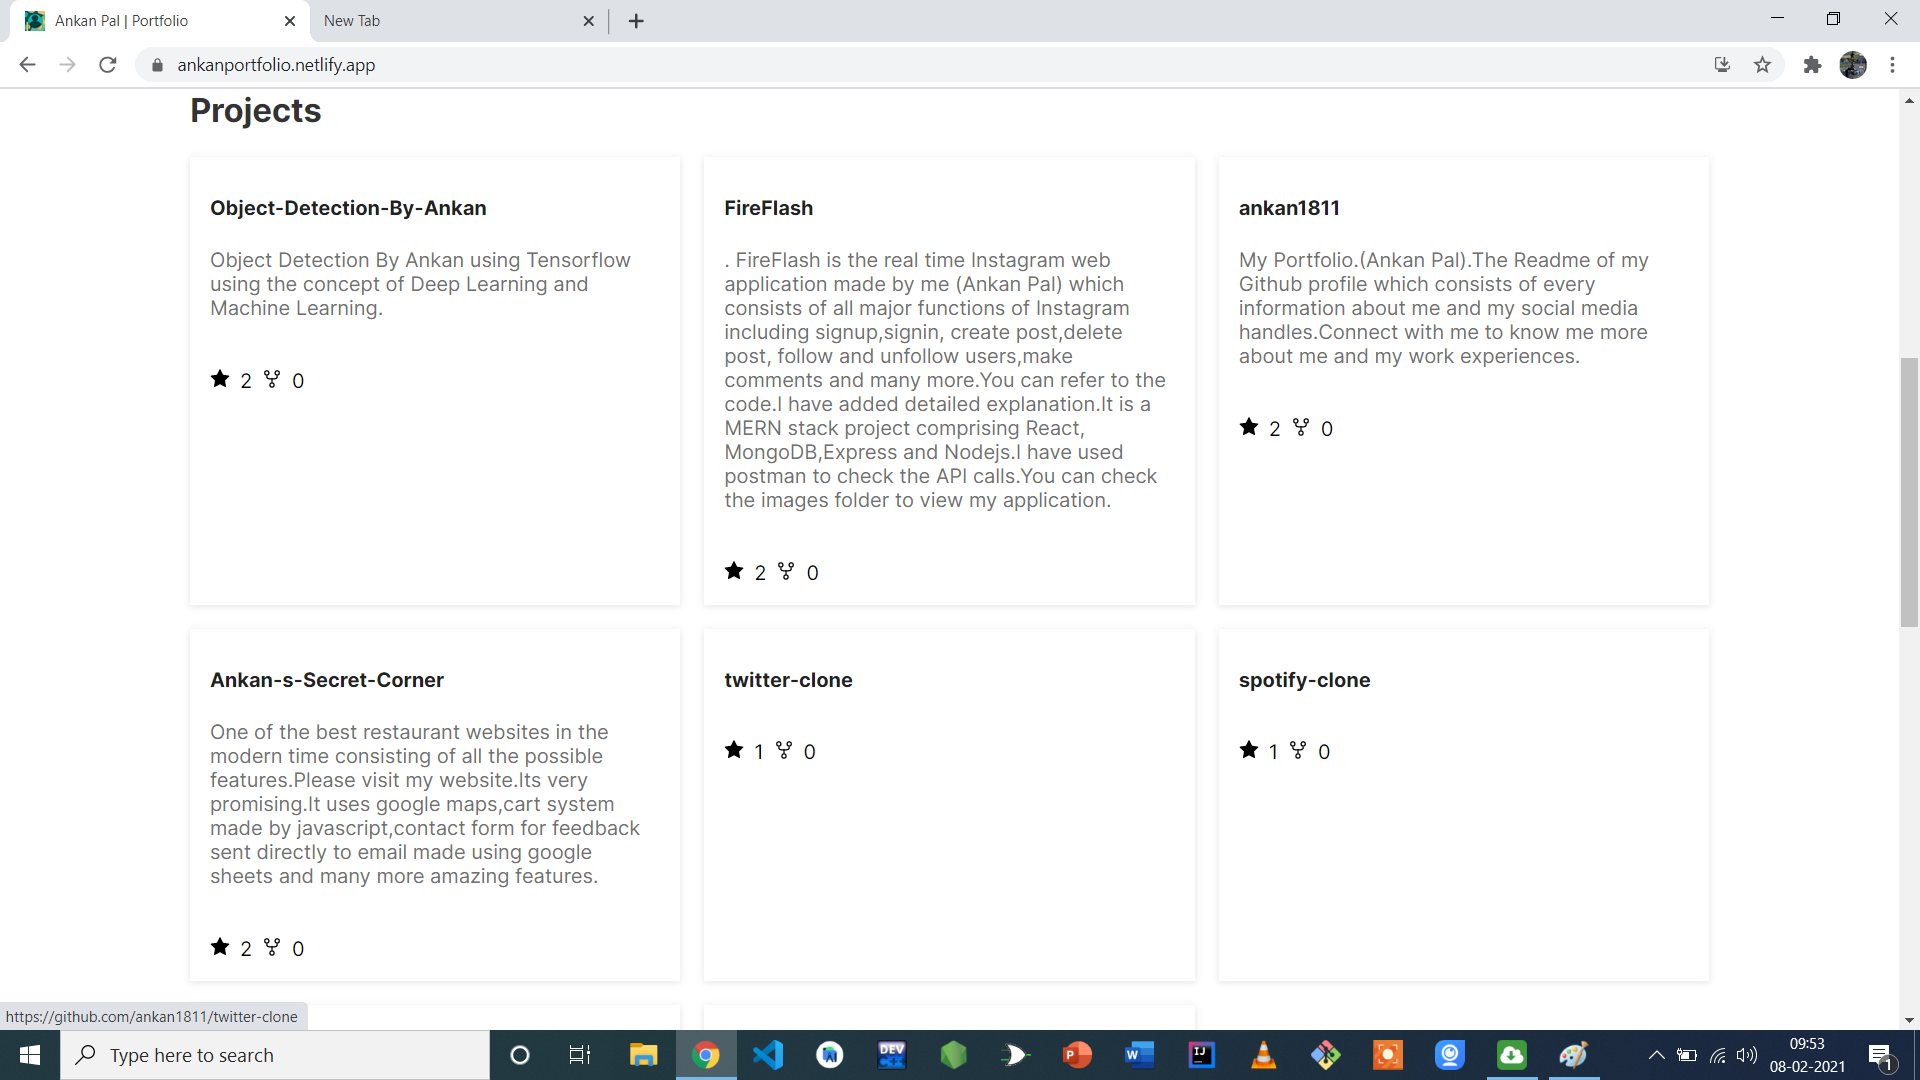 Ankan Pal | Portfolio
New Tab
ankanportfolio.netlify.app
Projects
Object-Detection-By-Ankan
Object Detection By Ankan using Tensorflow
using the concept of Deep Learning and
Machine Learning.
2 0
FireFlash
. FireFlash is the real time Instagram web
application made by me (Ankan Pal) which
consists of all major functions of Instagram
including signup,signin, create post,delete
post, follow and unfollow users,make
comments and many more.You can refer to the
code.I have added detailed explanation.It is a
MERN stack project comprising React,
MongoDB,Express and Nodejs.I have used
postman to check the API calls.You can check
the images folder to view my application.
2 0
ankan1811
My Portfolio.(Ankan Pal).The Readme of my
Github profile which consists of every
information about me and my social media
handles.Connect with me to know me more
about me and my work experiences.
2 0
Ankan-s-Secret-Corner
One of the best restaurant websites in the
modern time consisting of all the possible
features.Please visit my website.Its very
promising.It uses google maps,cart system
made by javascript,contact form for feedback
sent directly to email made using google
sheets and many more amazing features.
2 0
twitter-clone
1 0
spotify-clone
1 0
https://github.com/ankan1811/twitter-clone
Type here to search
DEV
C++
P
W
IJ
09:53
08-02-2021
1